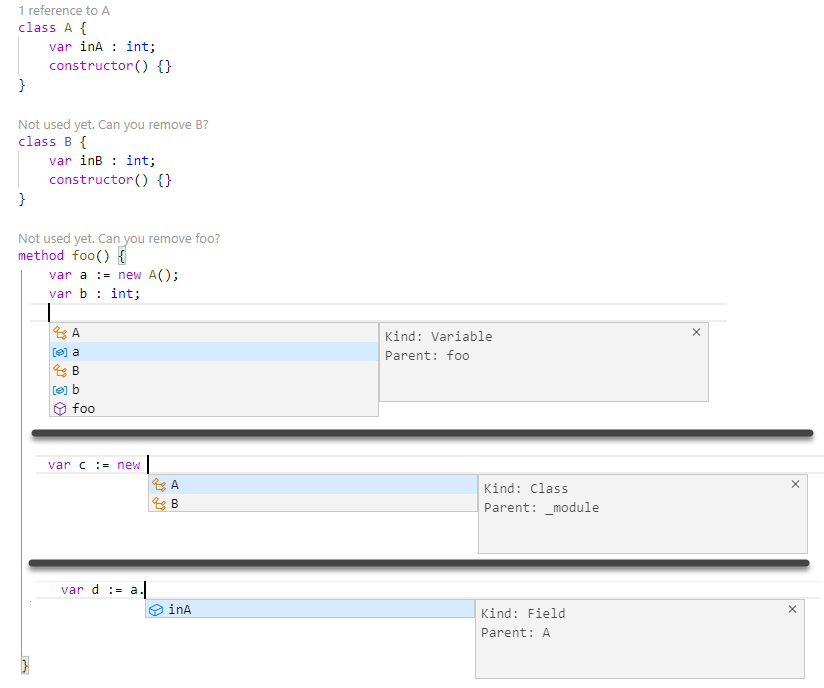 1 reference to A
class A {
var inA : int;
constructor() {}
}
Not used yet. Can you remove B?
class B {
var inB : int;
constructor() {}
}
Not used yet. Can you remove foo?
method foo() {
var a := new A();
var b : int;
A
a
B
b
foo
Kind: Variable
Parent: foo
var c := new
A
B
Kind: Class
Parent: _module
var d := a.
inA
Kind: Field
Parent: A
}